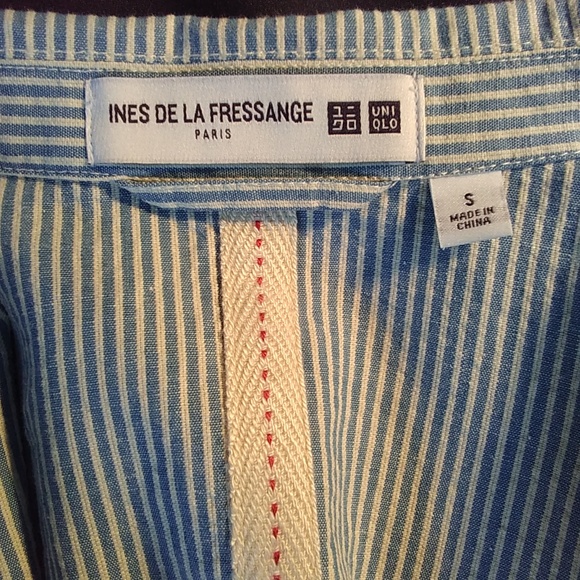 INES DE LA FRESSANGE
PARIS
ユニ
クロ
UNI
QLO
S
MADE IN
CHINA